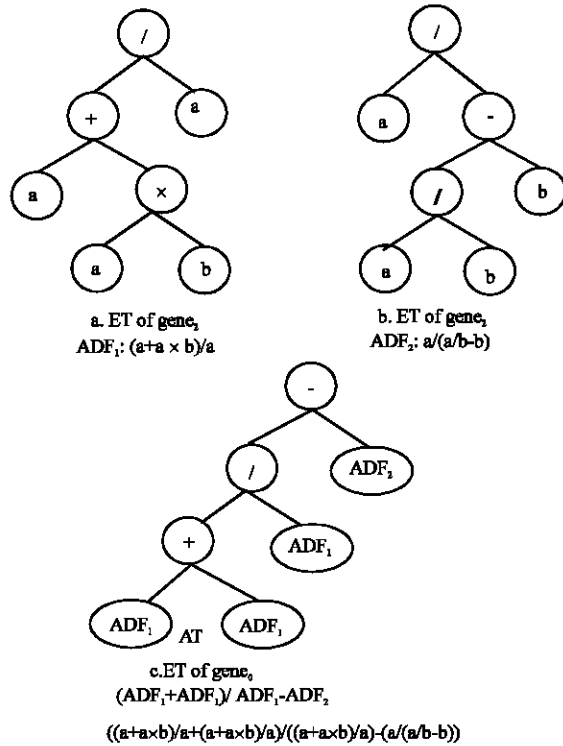 /
+ a
a ×
a b
a. ET of gene₂
ADF₁: (a+a × b)/a
/
a -
/ b
a b
b. ET of gene₂
ADF₂: a/(a/b-b)
-
/ ADF₂
+ ADF₁
ADF₁ AT ADF₁
c.ET of gene₀
(ADF₁+ADF₁)/ ADF₁-ADF₂
((a+a×b)/a+(a+a×b)/a)/((a+a×b)/a)-(a/(a/b-b))